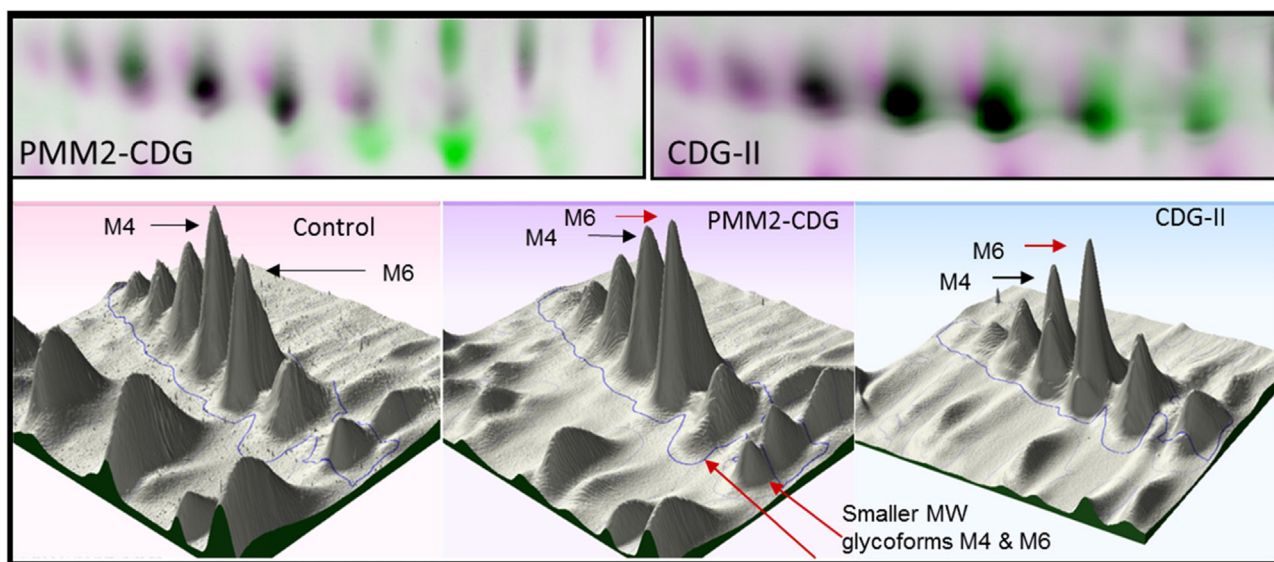 PMM2-CDG
CDG-II
M4
Control
M6
M6
PMM2-CDG
M4
CDG-II
M6
M4
Smaller MW
glycoforms M4 & M6